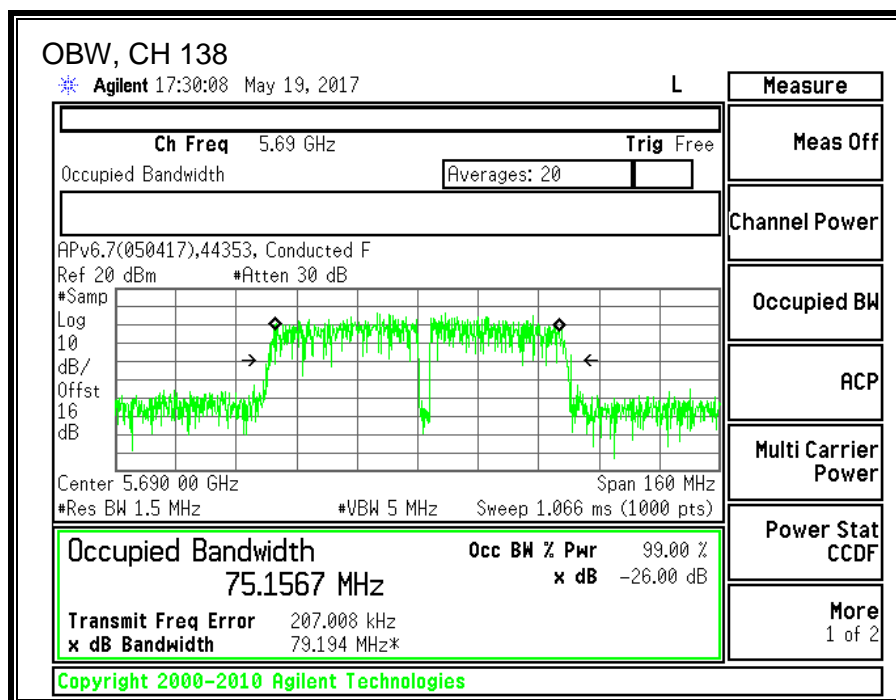 OBW, CH 138
Agilent 17:30:08 May 19, 2017 L Measure
Ch Freq 5.69 GHz Trig Free
Meas Off
Occupied Bandwidth Averages: 20
Channel Power
APv6.7(050417),44353, Conducted F
Ref 20 dBm #Atten 30 dB
#Samp
Log
10
dB/
Offst
16
dB
Occupied BW
ACP
Multi Carrier
Power
Center 5.690 00 GHz Span 160 MHz
#Res BW 1.5 MHz #VBW 5 MHz Sweep 1.066 ms (1000 pts)
Power Stat
CCDF
Occupied Bandwidth Occ BW % Pwr 99.00 %
75.1567 MHz x dB -26.00 dB
Transmit Freq Error 207.008 kHz
x dB Bandwidth 79.194 MHz*
More
1 of 2
Copyright 2000-2010 Agilent Technologies